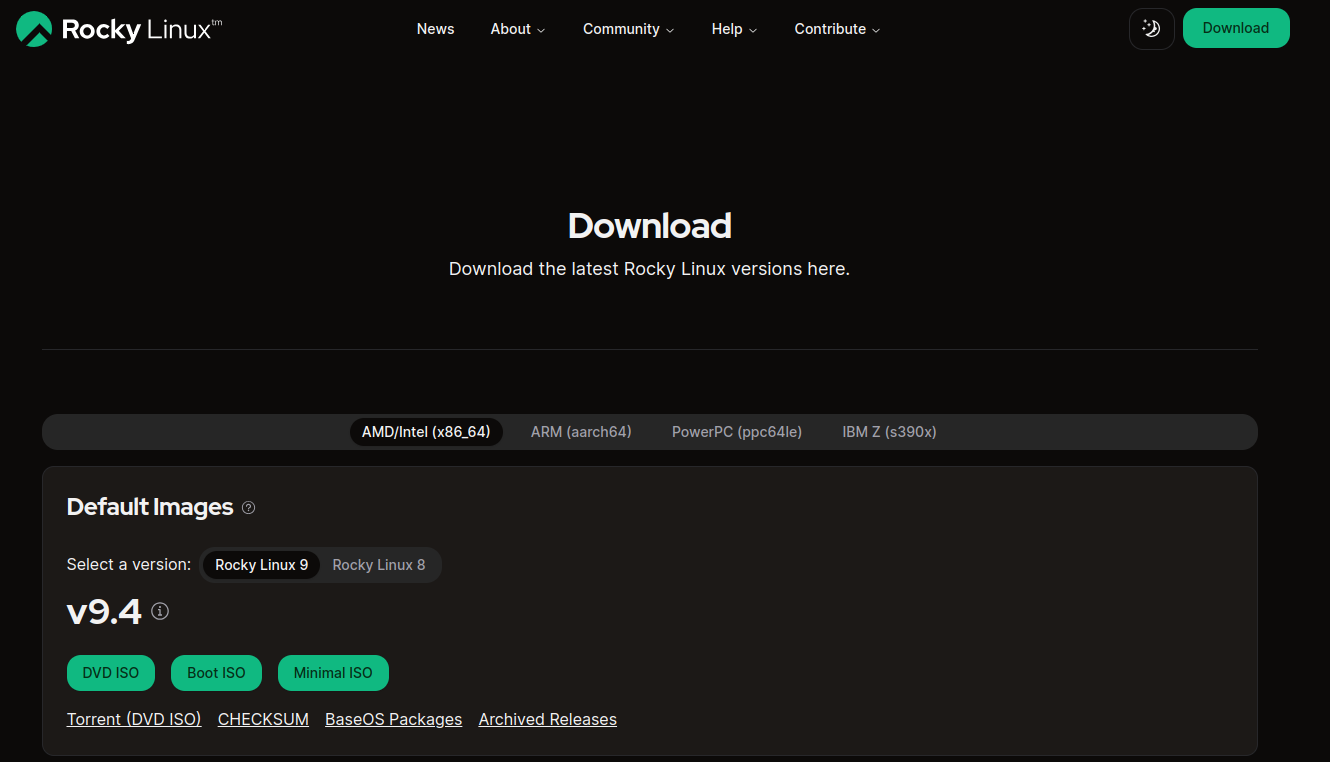 Rocky Linux™ News About Community Help Contribute Download
Download
Download the latest Rocky Linux versions here.
AMD/Intel (x86_64) ARM (aarch64) PowerPC (ppc64le) IBM Z (s390x)
Default Images
Select a version: Rocky Linux 9 Rocky Linux 8
v9.4
DVD ISO Boot ISO Minimal ISO
Torrent (DVD ISO) CHECKSUM BaseOS Packages Archived Releases